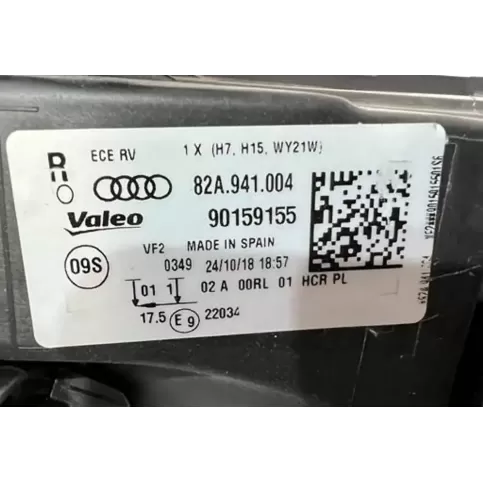 ECE RV 1 X (H7, H15, WY21W)
82A.941.004
Valeo 90159155
VF2 MADE IN SPAIN
09S
0349 24/10/18 18:57
01 1 02 A 00RL 01 HCR PL
17.5 E9 22034